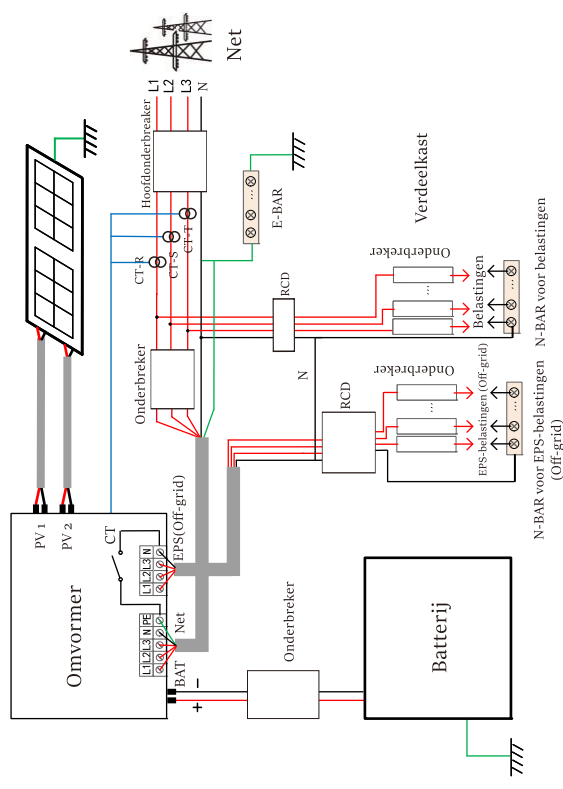 Net
L1
L2
L3
N
Hoofdonderbreaker
CT-R
CT-S
CT-T
E-BAR
Verdeelkast
Onderbreker
...
Belastingen
N-BAR voor belastingen
RCD
Onderbreker
N
RCD
Onderbreker
...
EPS-belastingen (Off-grid)
N-BAR voor EPS-belastingen
(Off-grid)
PV 1
PV 2
CT
EPS(Off-grid)
L1 L2 L3 N
Omvormer
L1 L2 L3 N PE
Net
BAT
+ −
Onderbreker
Batterij